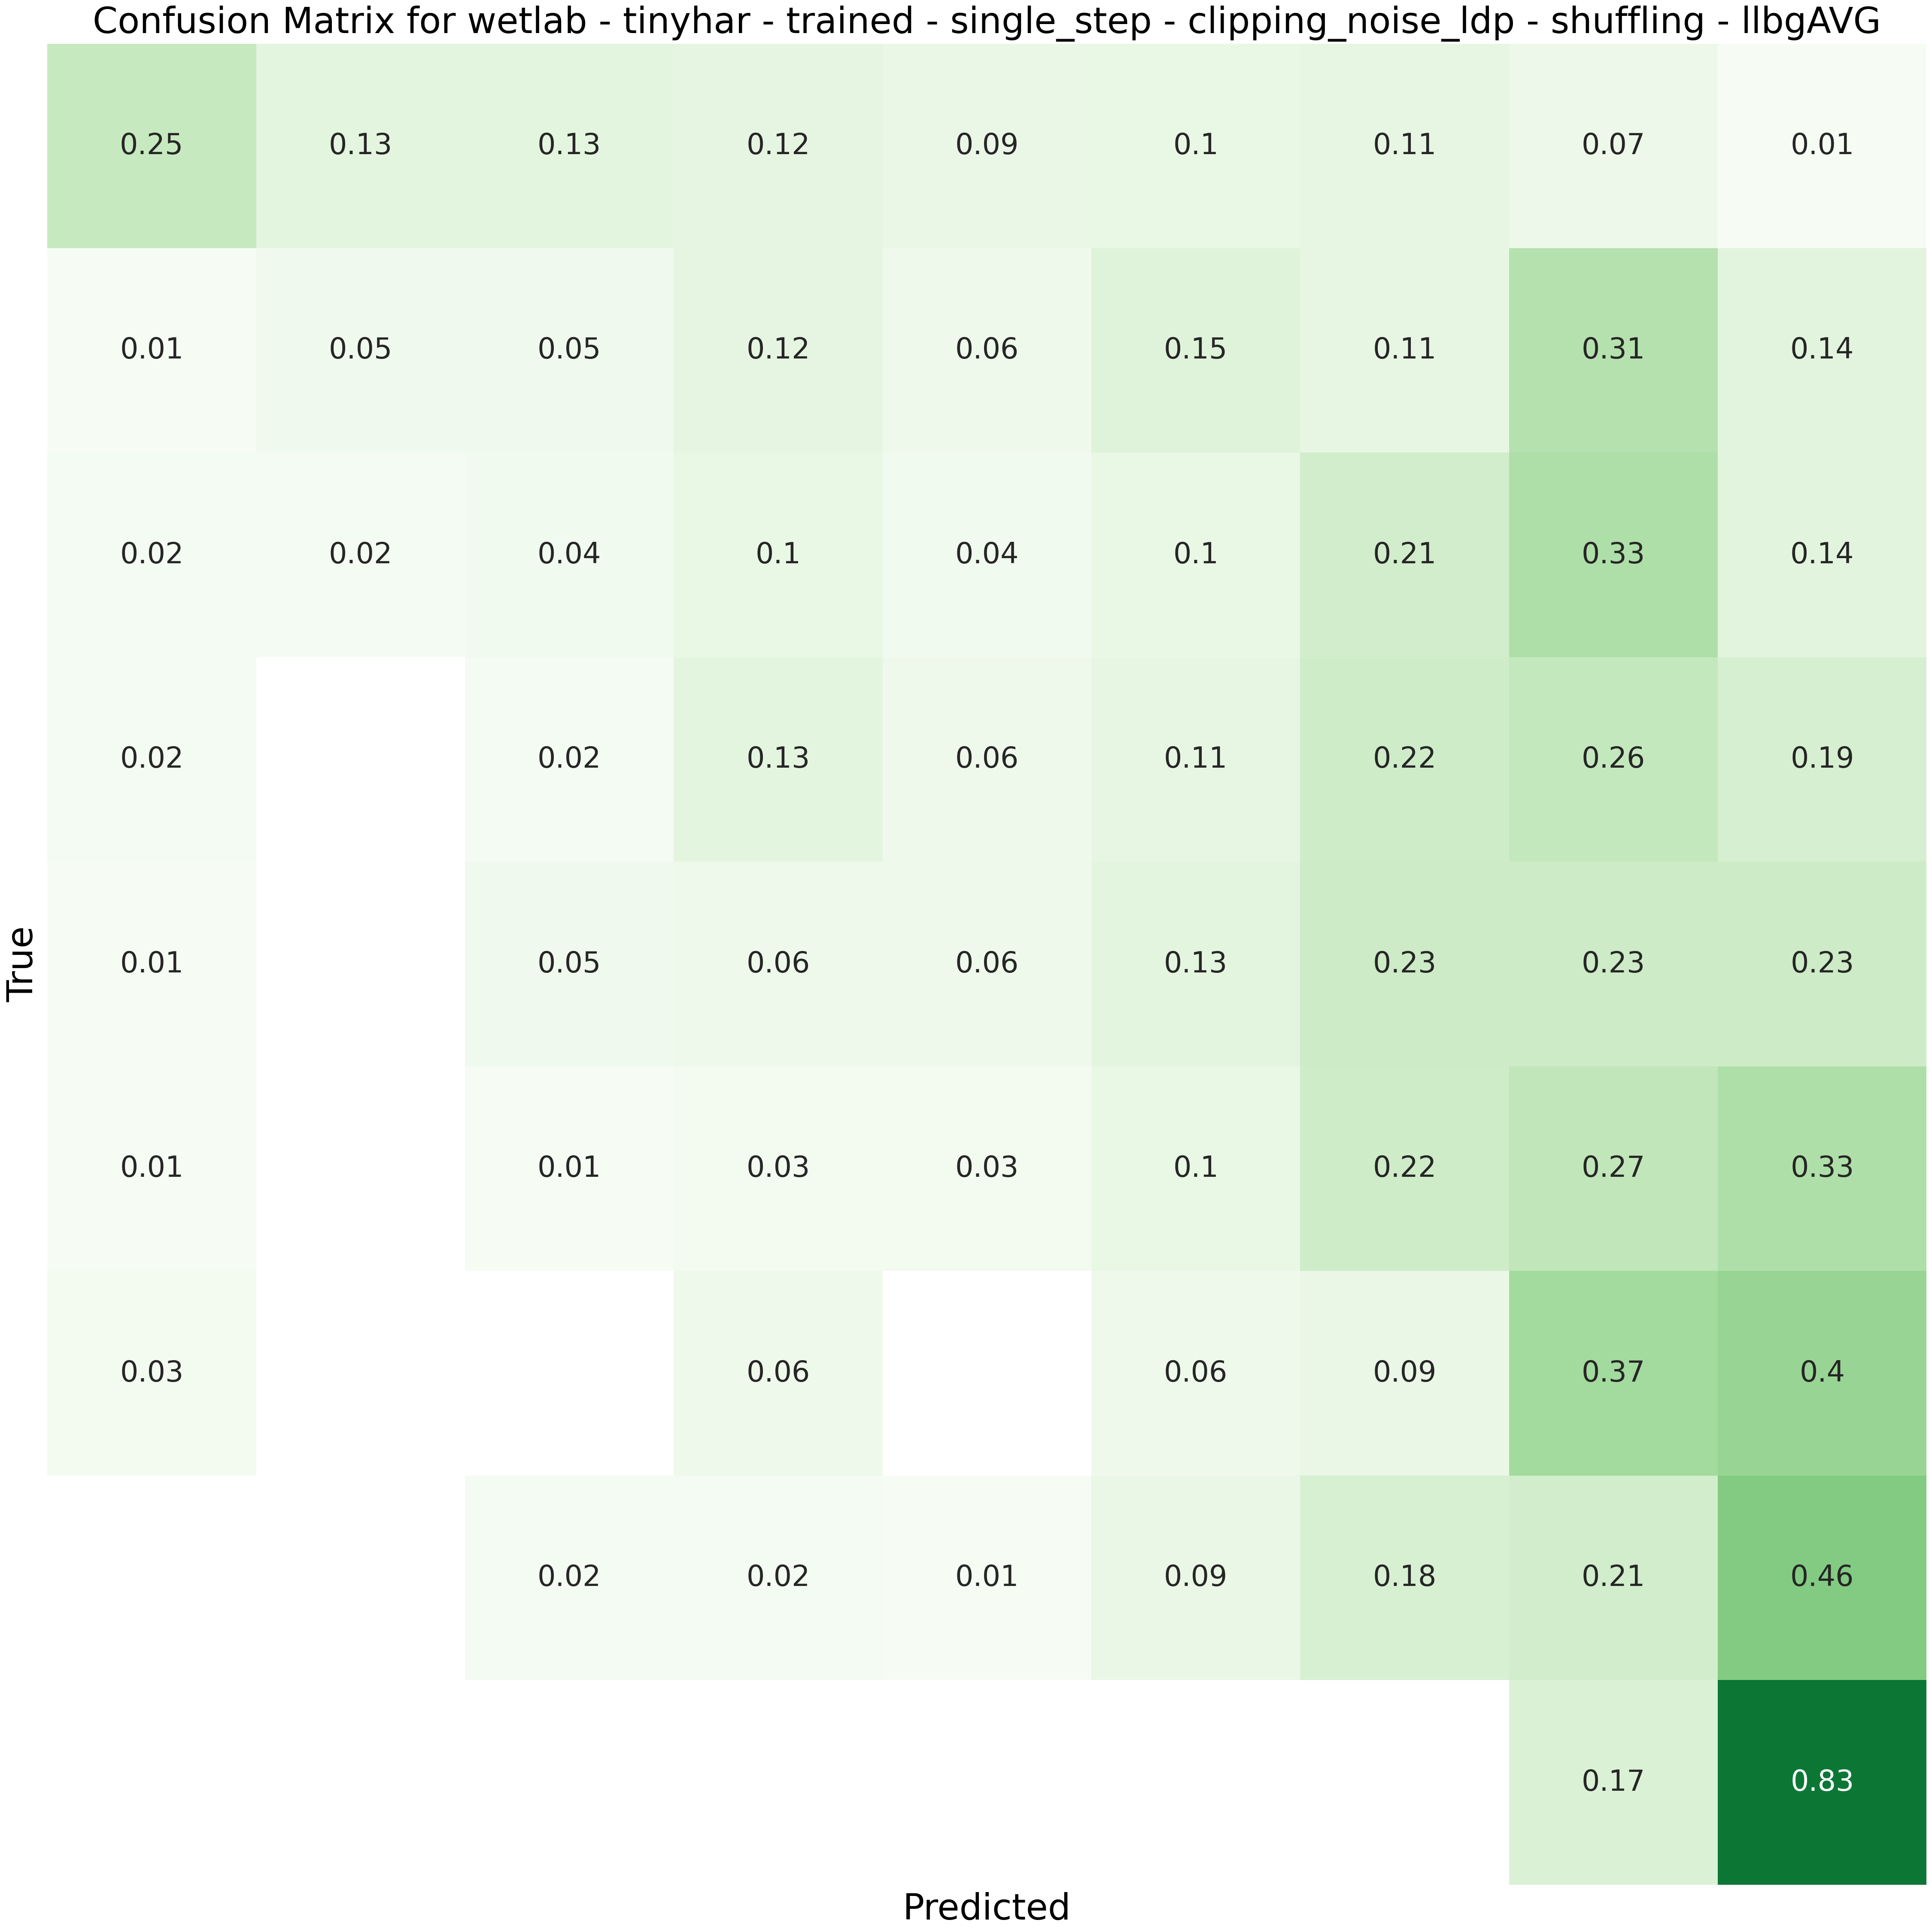 Confusion Matrix for wetlab - tinyhar - trained - single_step - clipping_noise_ldp - shuffling - llbgAVG
0.25 0.13 0.13 0.12 0.09 0.1 0.11 0.07 0.01
0.01 0.05 0.05 0.12 0.06 0.15 0.11 0.31 0.14
0.02 0.02 0.04 0.1 0.04 0.1 0.21 0.33 0.14
0.02 0.02 0.13 0.06 0.11 0.22 0.26 0.19
0.01 0.05 0.06 0.06 0.13 0.23 0.23 0.23
0.01 0.01 0.03 0.03 0.1 0.22 0.27 0.33
0.03 0.06 0.06 0.09 0.37 0.4
0.02 0.02 0.01 0.09 0.18 0.21 0.46
0.17 0.83
True
Predicted